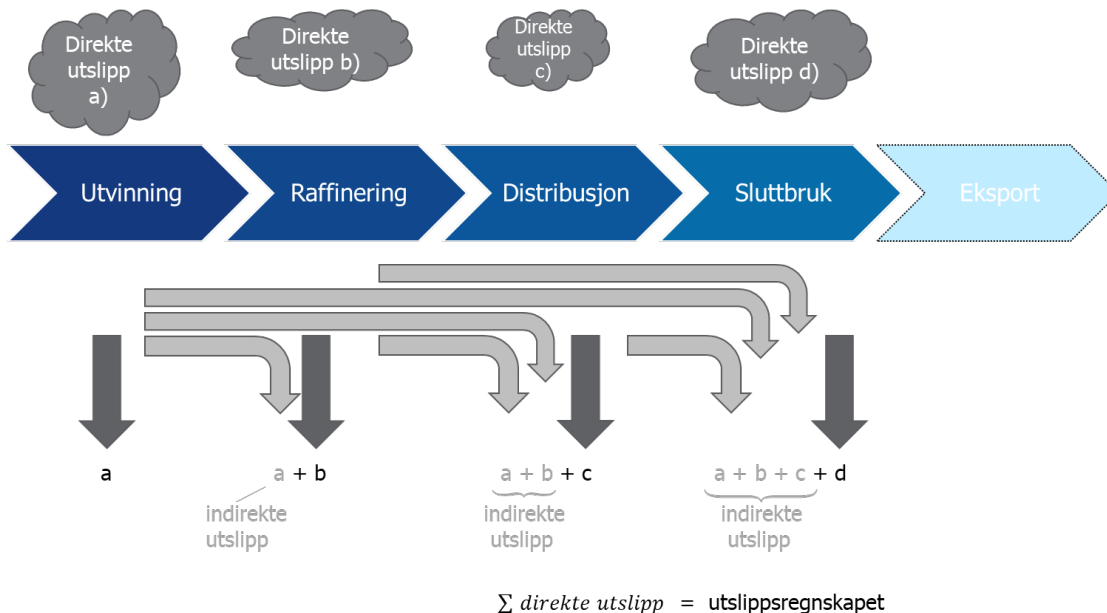 Direkte
utslipp
a)
Direkte
utslipp b)
Direkte
utslipp
c)
Direkte
utslipp d)
Utvinning
Raffinering
Distribusjon
Sluttbruk
Eksport
a
a + b
a + b + c
a + b + c + d
indirekte
utslipp
indirekte
utslipp
indirekte
utslipp
∑ direkte utslipp = utslippsregnskapet